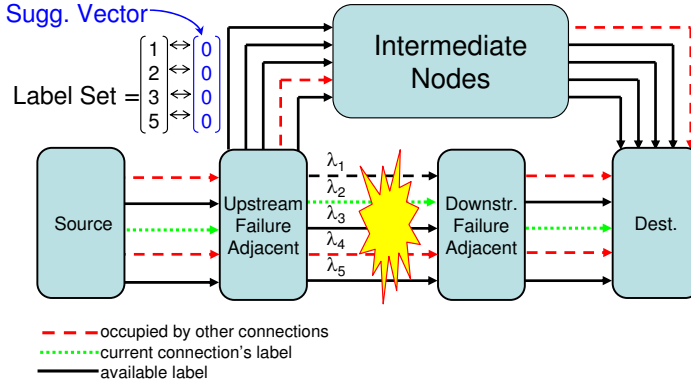 Sugg. Vector
Label Set = 1 ↔ 0
2 ↔ 0
3 ↔ 0
5 ↔ 0
Intermediate
Nodes
Source
Upstream
Failure
Adjacent
λ1
λ2
λ3
λ4
λ5
Downstr.
Failure
Adjacent
Dest.
occupied by other connections
current connection's label
available label